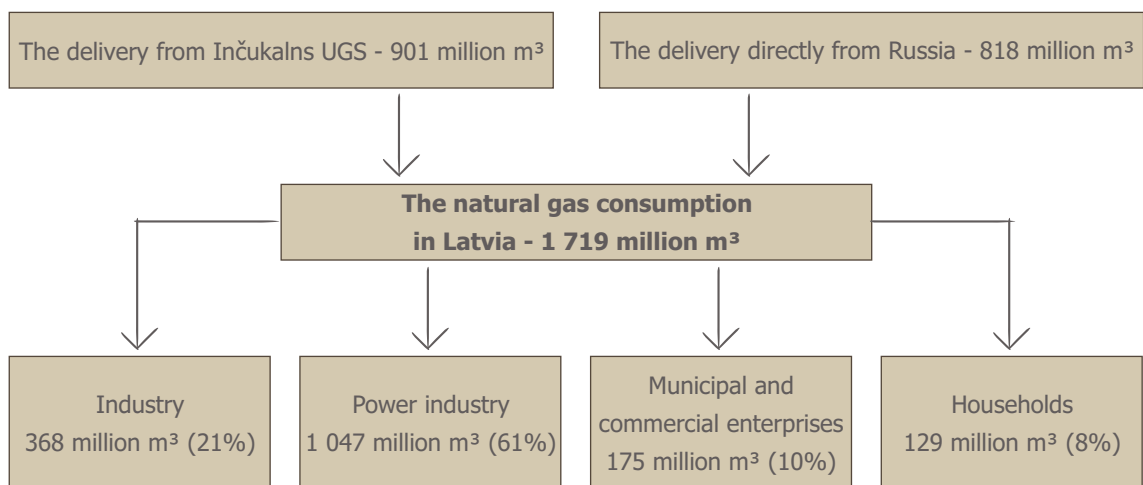 The delivery from Inčukalns UGS - 901 million m³
The delivery directly from Russia - 818 million m³
The natural gas consumption
in Latvia - 1 719 million m³
Industry
368 million m³ (21%)
Power industry
1 047 million m³ (61%)
Municipal and
commercial enterprises
175 million m³ (10%)
Households
129 million m³ (8%)